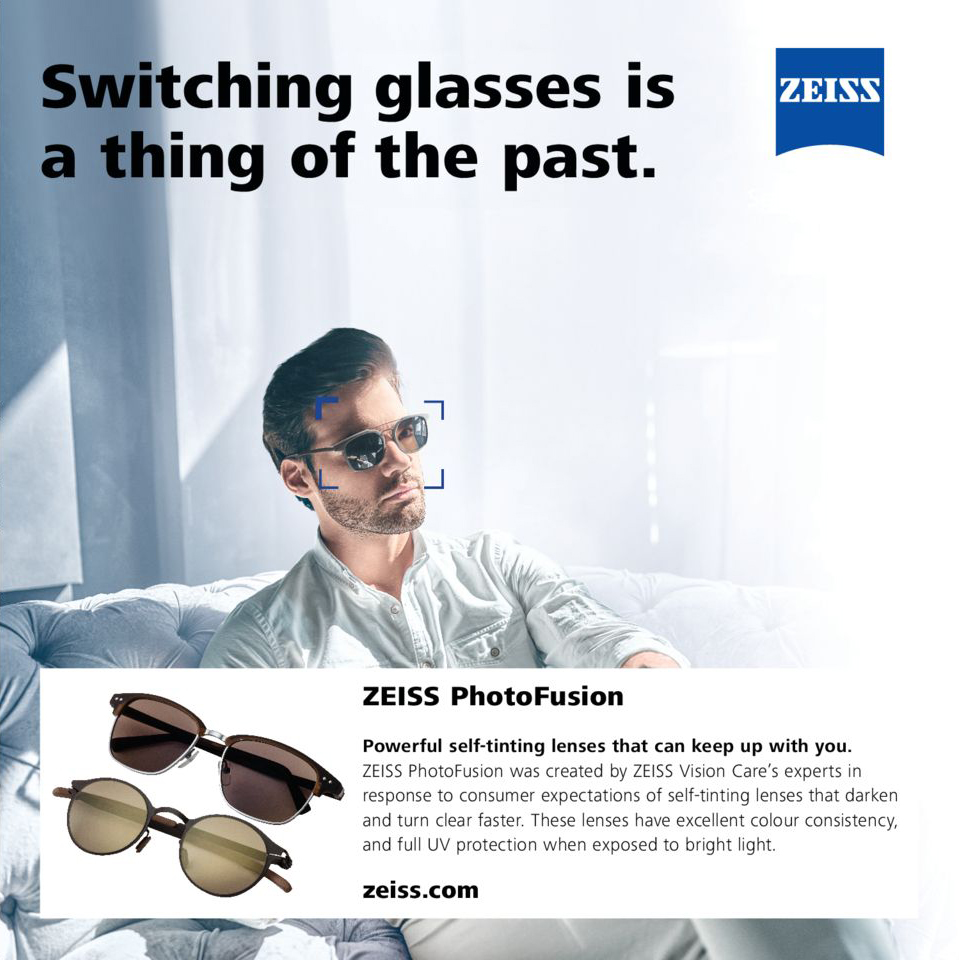 Switching glasses is
a thing of the past.
ZEISS
ZEISS PhotoFusion
Powerful self-tinting lenses that can keep up with you.
ZEISS PhotoFusion was created by ZEISS Vision Care’s experts in
response to consumer expectations of self-tinting lenses that darken
and turn clear faster. These lenses have excellent colour consistency,
and full UV protection when exposed to bright light.
zeiss.com